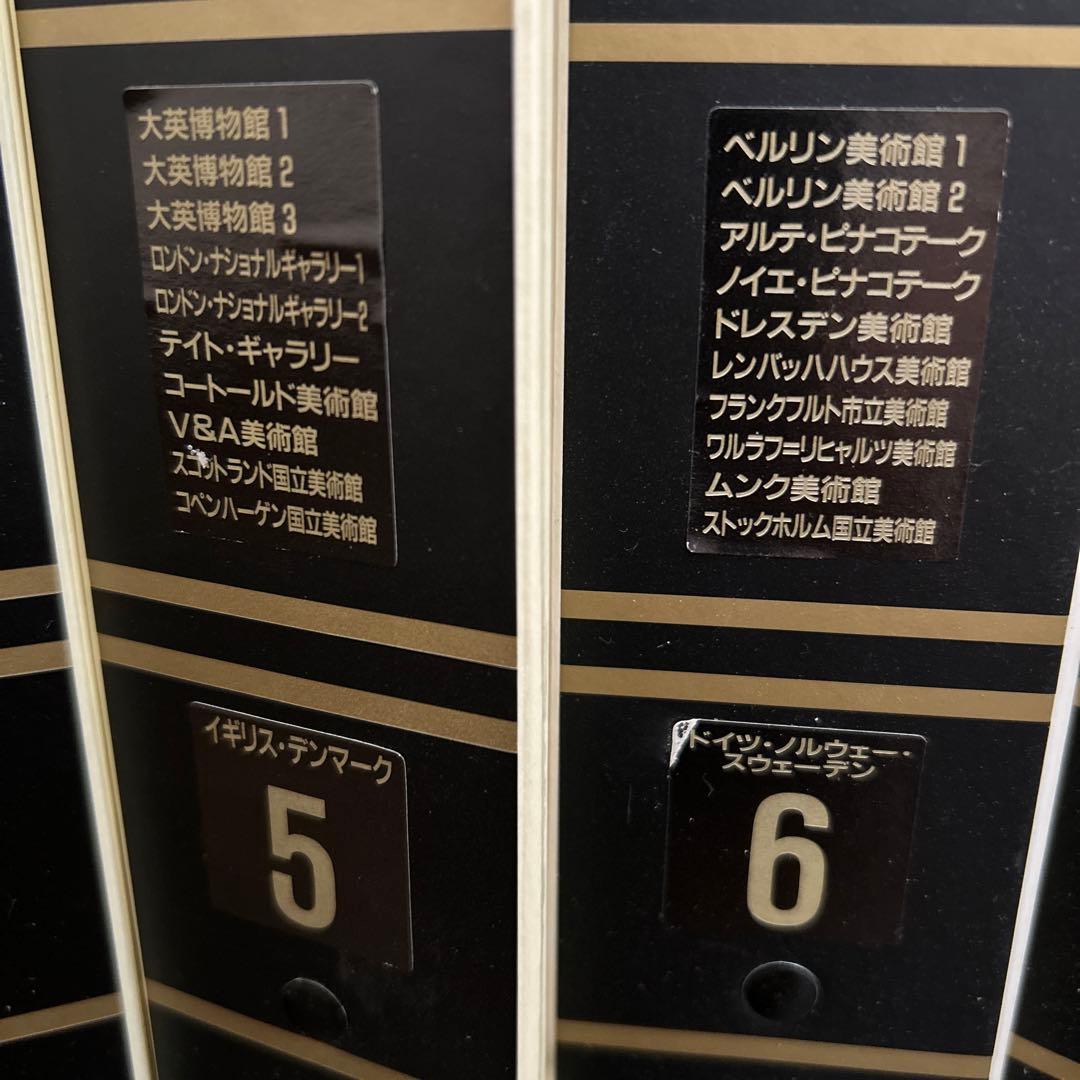 大英博物館1
大英博物館2
大英博物館3
ロンドン・ナショナルギャラリー1
ロンドン・ナショナルギャラリー2
テイト・ギャラリー
コートールド美術館
V&A美術館
スコットランド国立美術館
コペンハーゲン国立美術館
イギリス・デンマーク
5
ベルリン美術館1
ベルリン美術館2
アルテ・ピナコテーク
ノイエ・ピナコテーク
ドレスデン美術館
レンバッハハウス美術館
フランクフルト市立美術館
ワルラフ=リヒャルツ美術館
ムンク美術館
ストックホルム国立美術館
ドイツ・ノルウェー・
スウェーデン
6